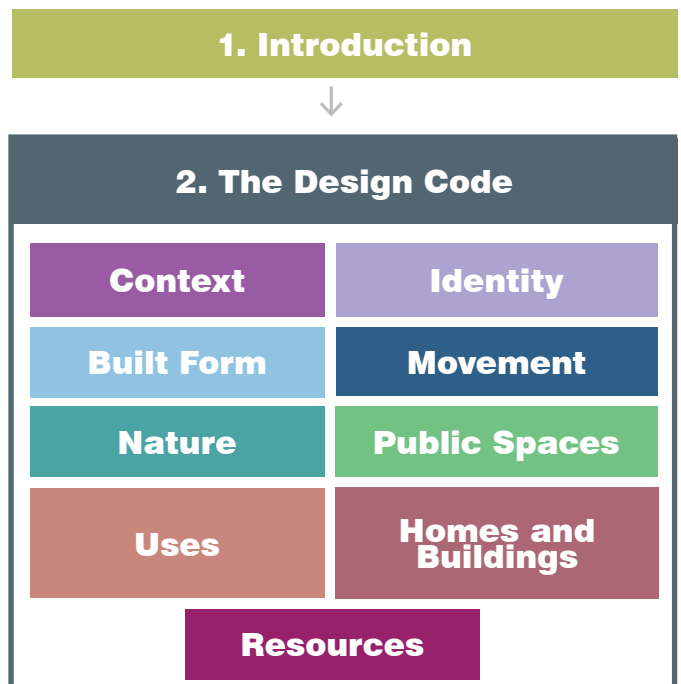 1. Introduction
2. The Design Code
Context
Identity
Built Form
Movement
Nature
Public Spaces
Uses
Homes and
Buildings
Resources